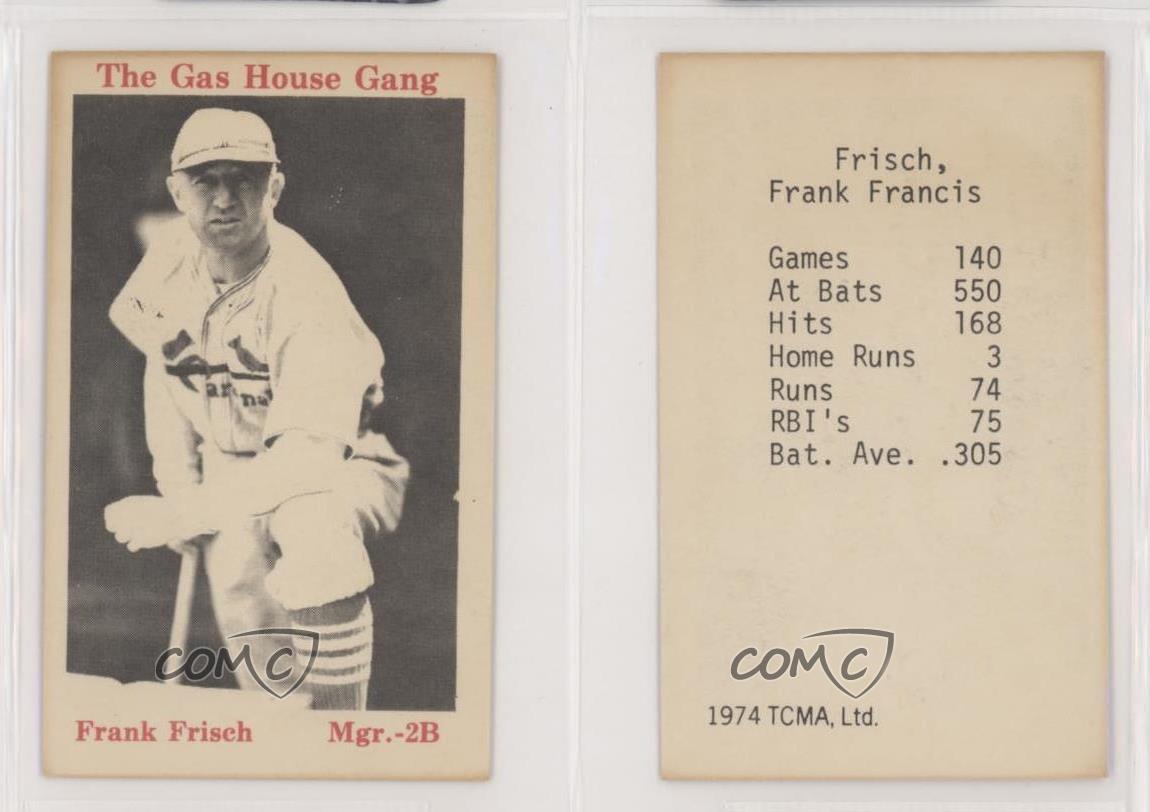 The Gas House Gang
Frank Frisch Mgr.-2B
COMC
Frisch,
Frank Francis
Games 140
At Bats 550
Hits 168
Home Runs 3
Runs 74
RBI's 75
Bat. Ave. .305
COMC
1974 TCMA, Ltd.